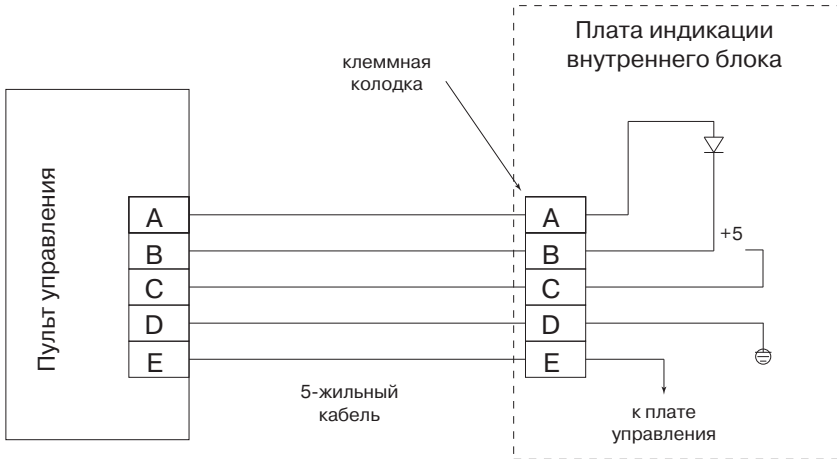 Плата индикации
внутреннего блока
клеммная
колодка
Пульт управления
A
B
C
D
E
A
B
C
D
E
+5
5-жильный
кабель
к плате
управления